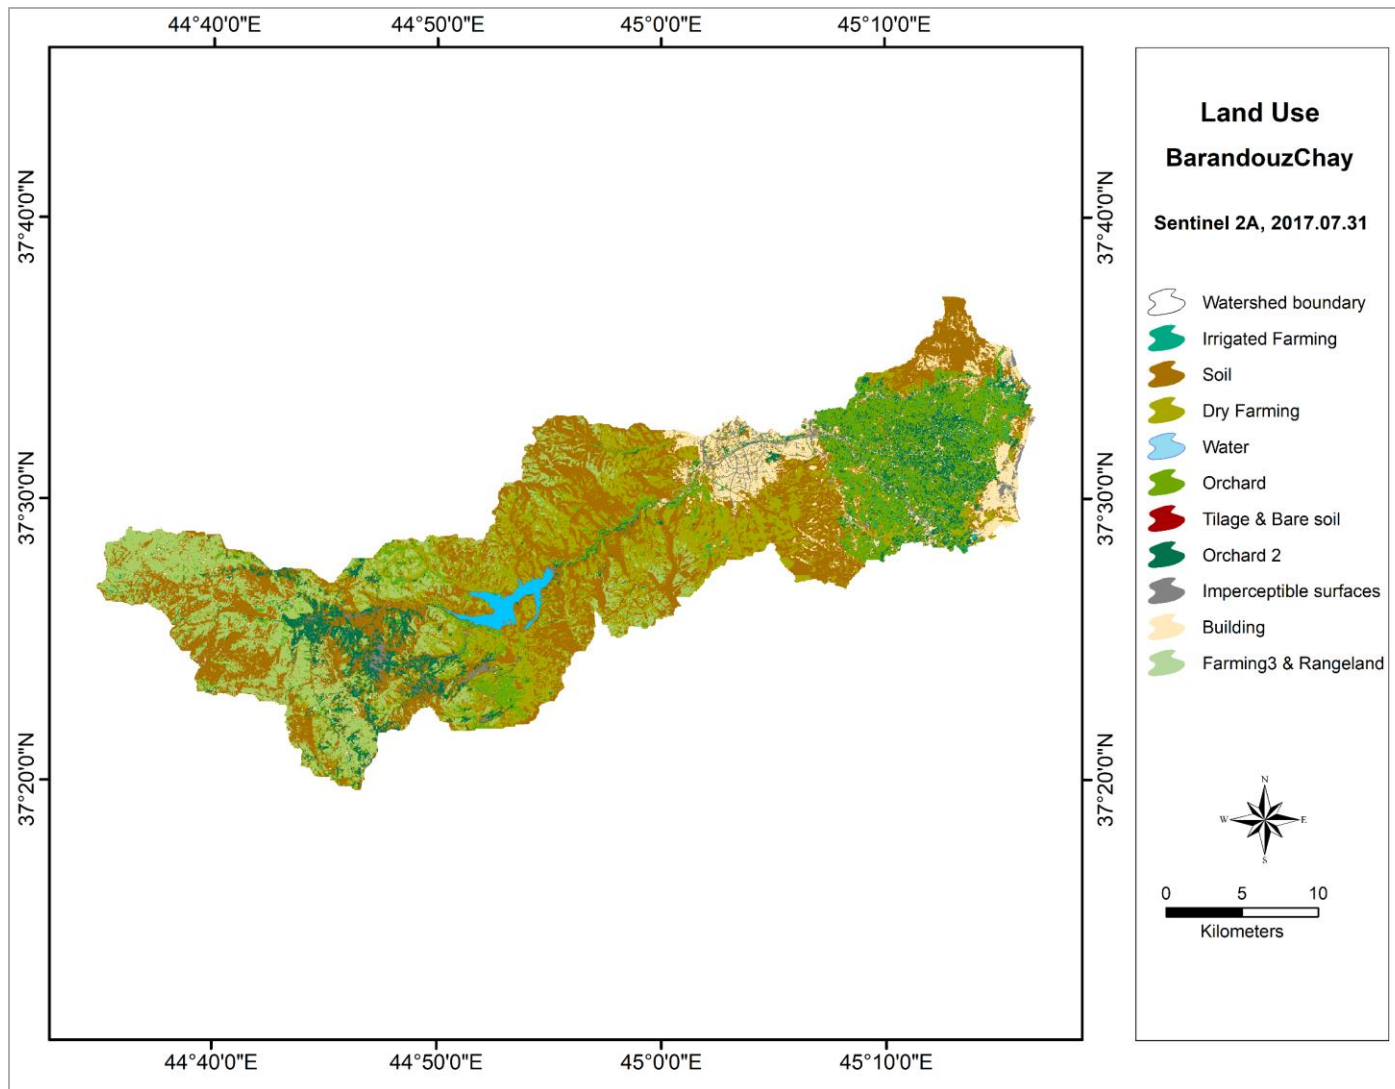 44°40'0"E 44°50'0"E 45°0'0"E 45°10'0"E
37°40'0"N 37°40'0"N
37°30'0"N 37°30'0"N
37°20'0"N 37°20'0"N
44°40'0"E 44°50'0"E 45°0'0"E 45°10'0"E
Land Use
BarandouzChay
Sentinel 2A, 2017.07.31
Watershed boundary
Irrigated Farming
Soil
Dry Farming
Water
Orchard
Tilage & Bare soil
Orchard 2
Imperceptible surfaces
Building
Farming3 & Rangeland
N
W E
S
0 5 10
Kilometers